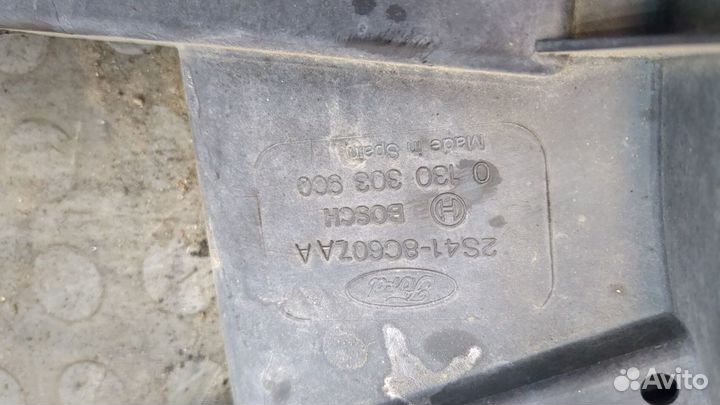 Ford
2S41-8C607AA
BOSCH
0 130 303 900
Made in Spain
Avito